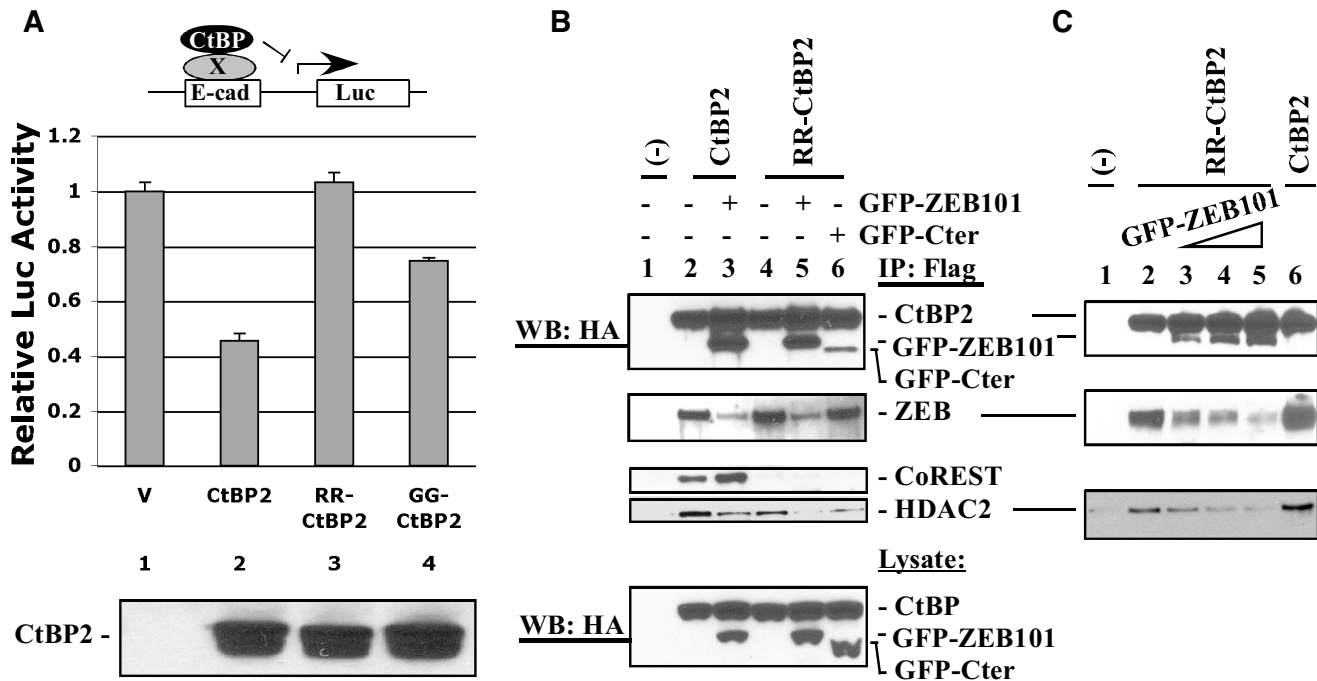 A
CtBP
X
E-cad
Luc
Relative Luc Activity
1.2
1
0.8
0.6
0.4
0.2
0
V
CtBP2
RR-
CtBP2
GG-
CtBP2
1 2 3 4
CtBP2 -
B
(-)
CtBP2
RR-CtBP2
- - + - + - GFP-ZEB101
- - - - - + GFP-Cter
1 2 3 4 5 6 IP: Flag
WB: HA
- CtBP2
- GFP-ZEB101
GFP-Cter
- ZEB
- CoREST
- HDAC2
Lysate:
WB: HA
- CtBP
- GFP-ZEB101
GFP-Cter
C
(-)
RR-CtBP2
CtBP2
GFP-ZEB101
1 2 3 4 5 6